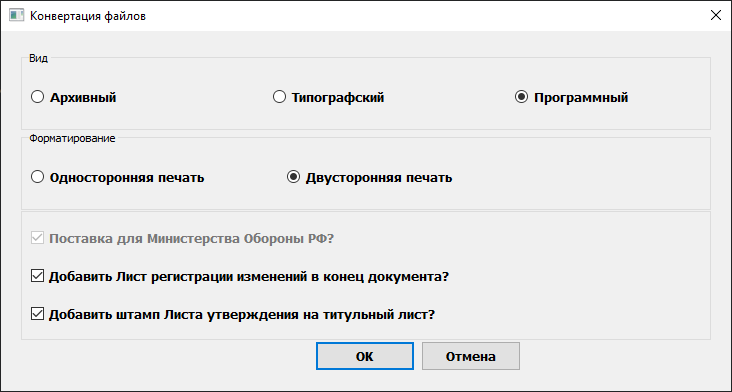 Конвертация файлов
Вид
Архивный Типографский Программный
Форматирование
Односторонняя печать Двусторонняя печать
Поставка для Министерства Обороны РФ?
Добавить Лист регистрации изменений в конец документа?
Добавить штамп Листа утверждения на титульный лист?
OK Отмена